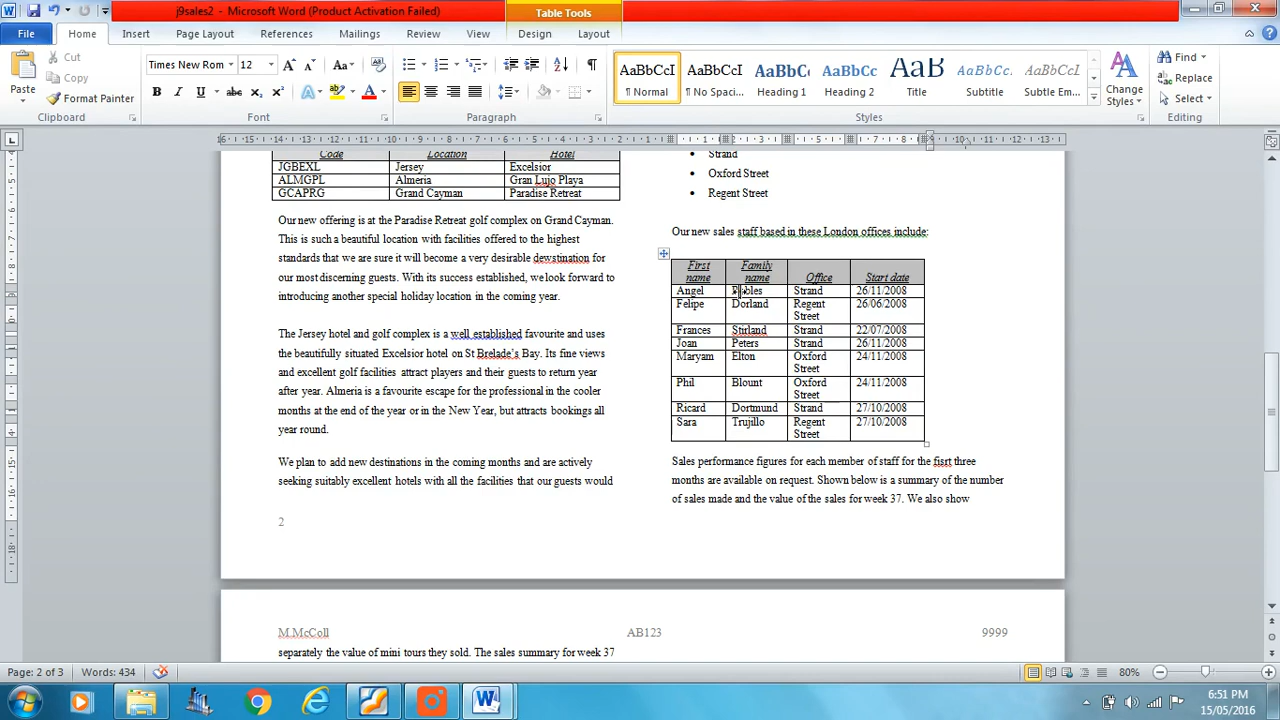 j9sales2 - Microsoft Word (Product Activation Failed)
Table Tools
File Home Insert Page Layout References Mailings Review View Design Layout
Paste
Cut
Copy
Format Painter
Clipboard
Times New Rom 12
Font
Paragraph
AaBbCcI AaBbCcI AaBbCc AaBbCc AaB AaBbCcI AaBbCcI
¶ Normal ¶ No Spaci... Heading 1 Heading 2 Title Subtitle Subtle Em...
Styles
Change Styles
Find
Replace
Select
Editing
Code Location Hotel
JGBEXL Jersey Excelsior
ALMGPL Almeria Gran Lujo Playa
GCAPRG Grand Cayman Paradise Retreat
Our new offering is at the Paradise Retreat golf complex on Grand Cayman.
This is such a beautiful location with facilities offered to the highest
standards that we are sure it will become a very desirable dewstination for
our most discerning guests. With its success established, we look forward to
introducing another special holiday location in the coming year.
The Jersey hotel and golf complex is a well established favourite and uses
the beautifully situated Excelsior hotel on St Brelade's Bay. Its fine views
and excellent golf facilities attract players and their guests to return year
after year. Almeria is a favourite escape for the professional in the cooler
months at the end of the year or in the New Year, but attracts bookings all
year round.
We plan to add new destinations in the coming months and are actively
seeking suitably excellent hotels with all the facilities that our guests would
2
• Strand
• Oxford Street
• Regent Street
Our new sales staff based in these London offices include:
First name Family name Office Start date
Angel Strand 26/11/2008
Felipe Dorland Regent Street 26/06/2008
Frances Stirland Strand 22/07/2008
Joan Peters Strand 26/11/2008
Maryam Elton Oxford Street 24/11/2008
Phil Blount Oxford Street 24/11/2008
Ricard Dortmund Strand 27/10/2008
Sara Trujillo Regent Street 27/10/2008
Sales performance figures for each member of staff for the fisrt three
months are available on request. Shown below is a summary of the number
of sales made and the value of the sales for week 37. We also show
M.McColl AB123 9999
separately the value of mini tours they sold. The sales summary for week 37
Page: 2 of 3 Words: 434 80%
6:51 PM
15/05/2016